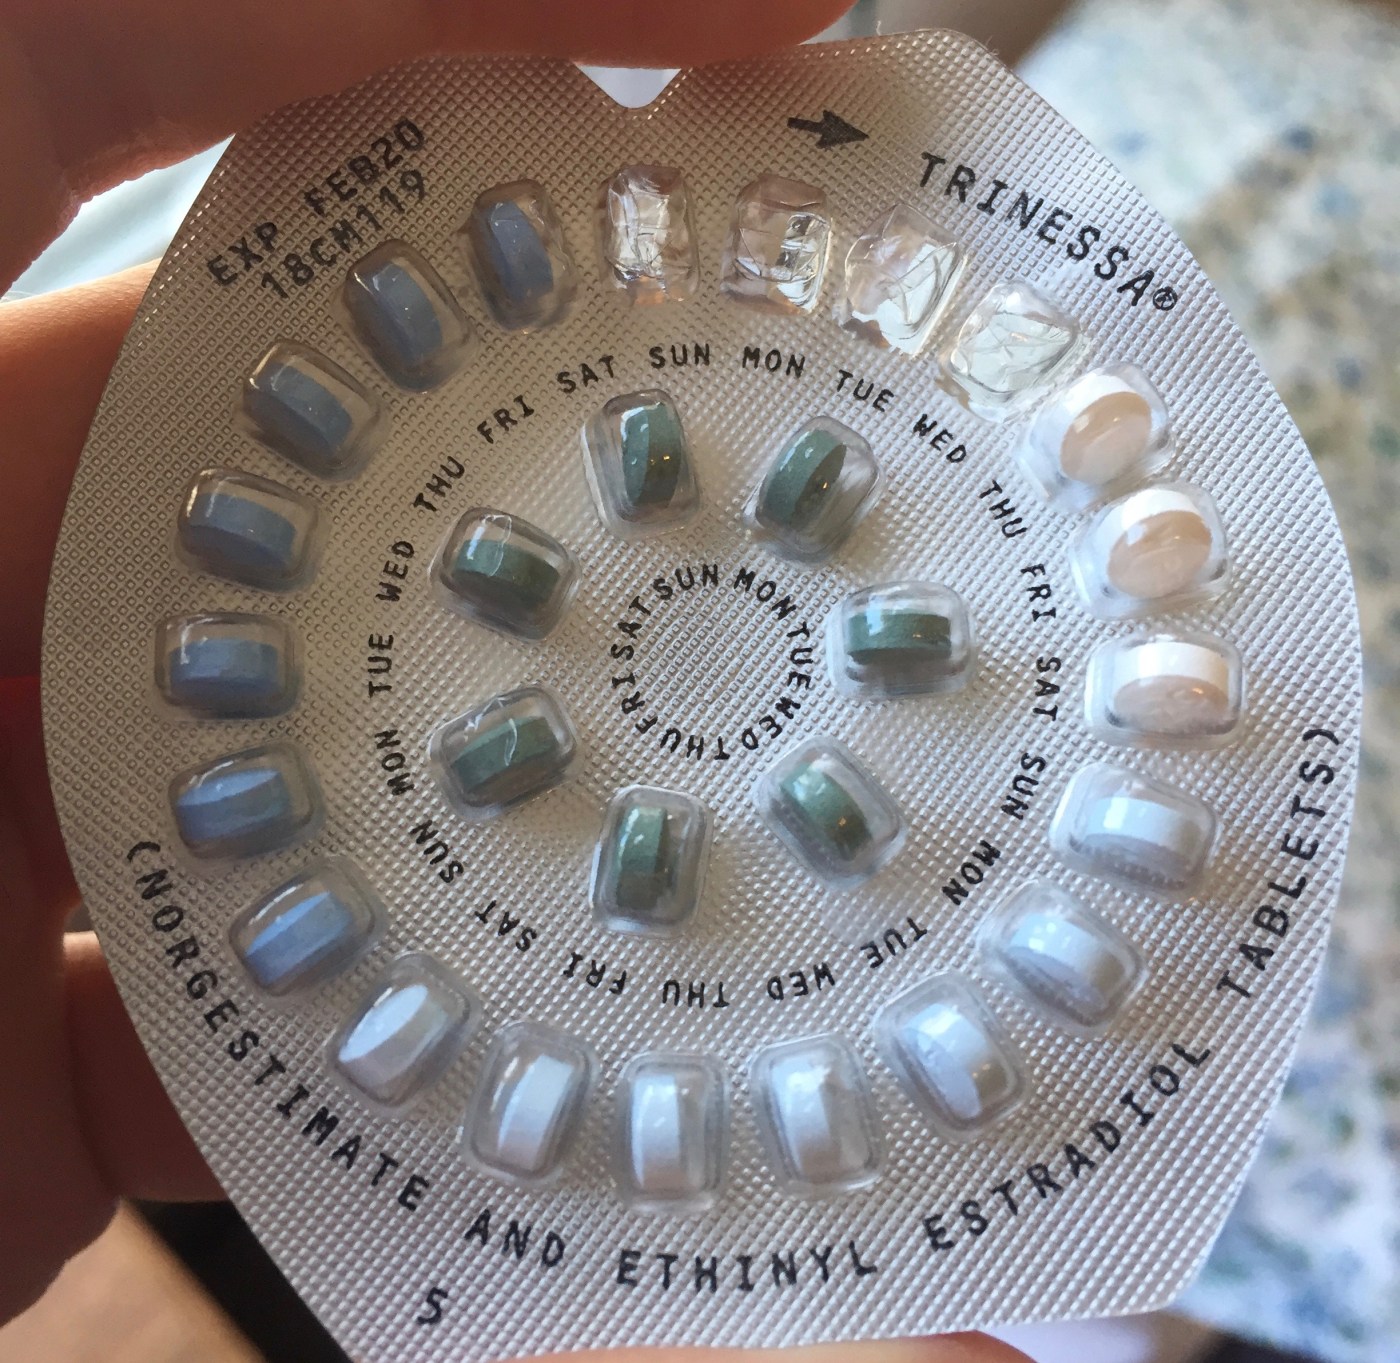 EXP FEB20
18CM119
TRINESSA®
SUN MON TUE WED THU FRI SAT SUN MON TUE WED THU FRI SAT SUN MON TUE WED THU FRI SAT
SUN MON TUE WED THU FRI SAT
(NORGESTIMATE AND ETHINYL ESTRADIOL TABLETS)
5